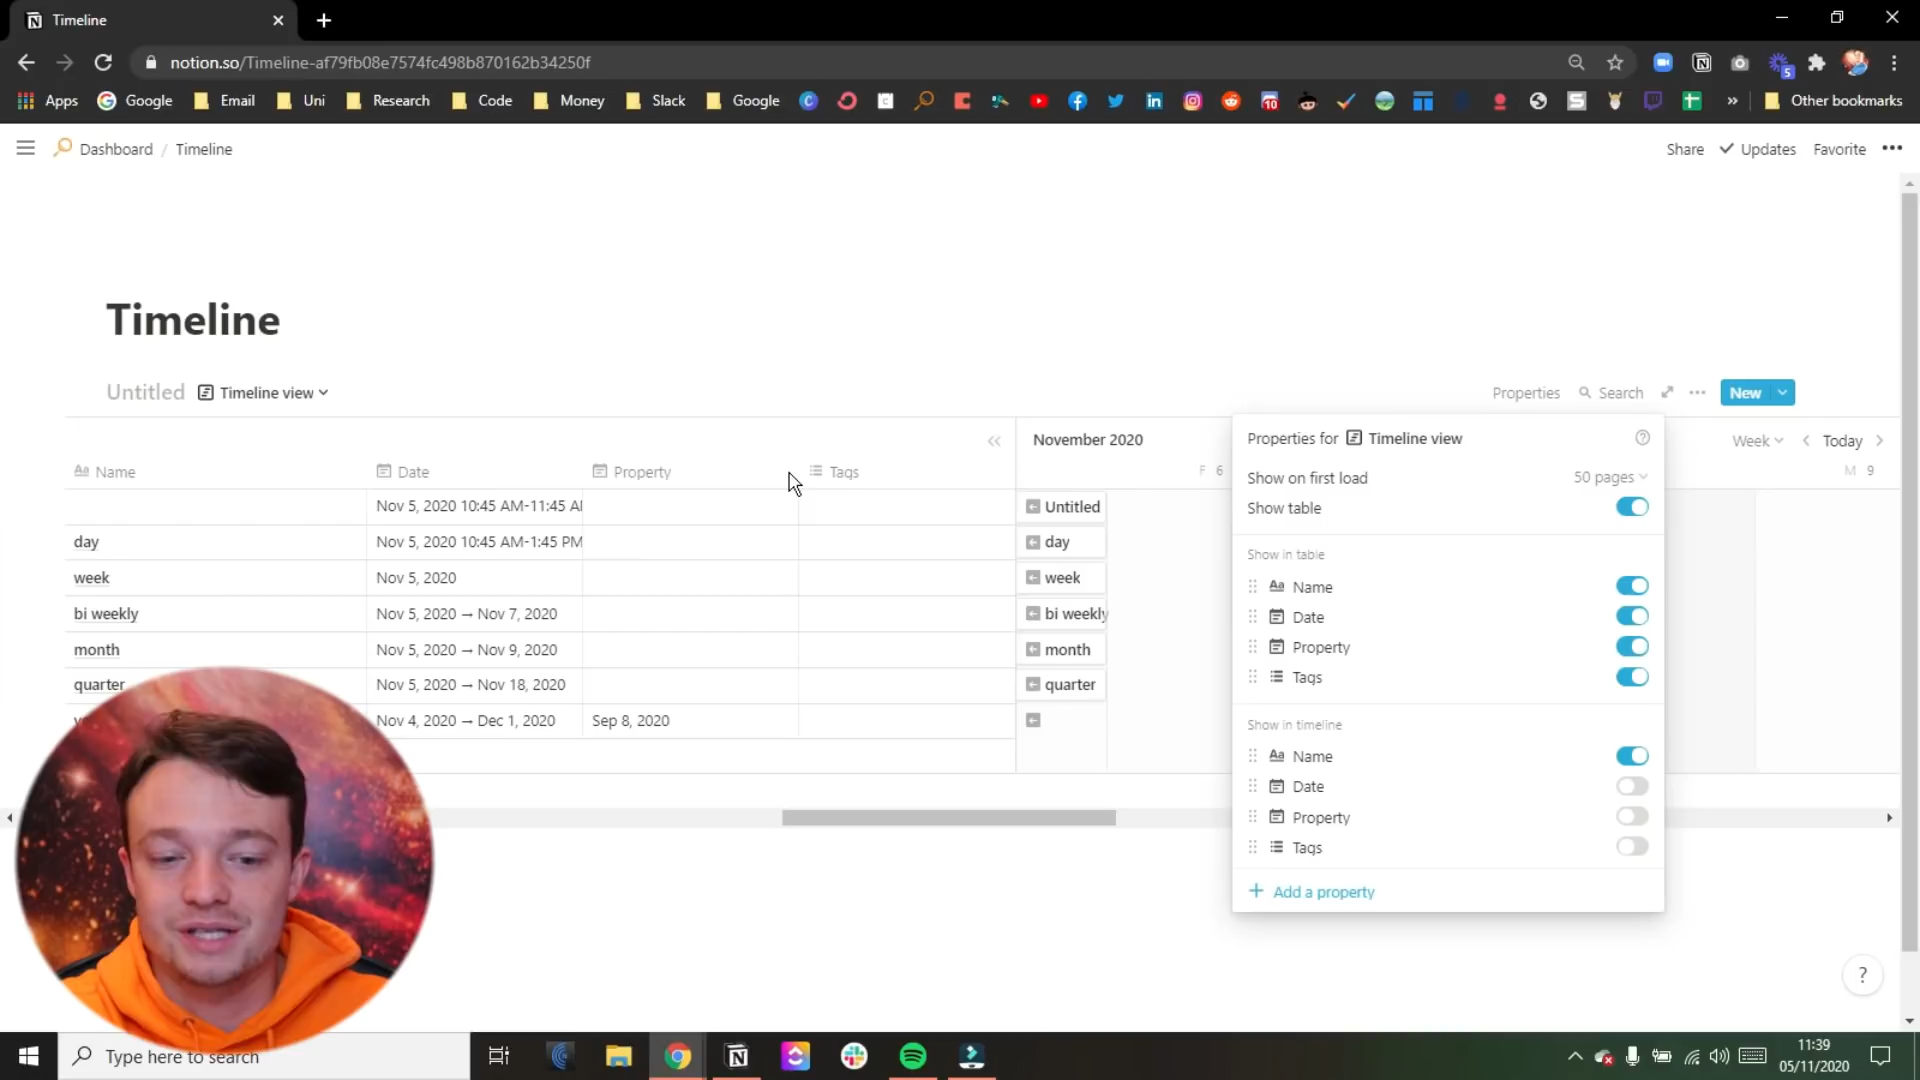 Timeline
notion.so/Timeline-af79fb08e7574fc498b870162b34250f
5
Apps
Google
Email
Uni
Research
Code
Money
Slack
Google
10
»
Other bookmarks
Dashboard / Timeline
Share
Updates
Favorite
Timeline
Untitled
Timeline view
Properties
Search
New
November 2020
F 6
Week
Today
M 9
Aa Name
Date
Property
Tags
Nov 5, 2020 10:45 AM-11:45 A
Untitled
day
Nov 5, 2020 10:45 AM-1:45 PM
day
week
Nov 5, 2020
week
bi weekly
Nov 5, 2020 → Nov 7, 2020
bi weekly
month
Nov 5, 2020 → Nov 9, 2020
month
quarter
Nov 5, 2020 → Nov 18, 2020
quarter
Nov 4, 2020 → Dec 1, 2020
Sep 8, 2020
Properties for Timeline view
?
Show on first load
50 pages
Show table
Show in table
Aa Name
Date
Property
Tags
Show in timeline
Aa Name
Date
Property
Tags
+ Add a property
?
Type here to search
11:39
05/11/2020